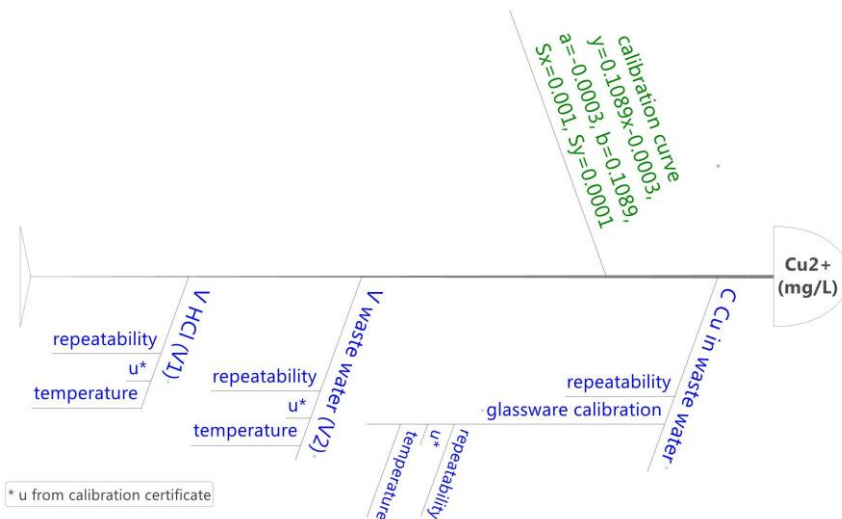 calibration curve
y=0.1089x-0.0003,
a=-0.0003, b=0.1089,
Sx=0.001, Sy=0.0001
Cu2+
(mg/L)
V HCl (V1)
repeatability
u*
temperature
V waste water (V2)
repeatability
u*
temperature
C Cu in waste water
repeatability
glassware calibration
temperature
u*
repeatability
* u from calibration certificate